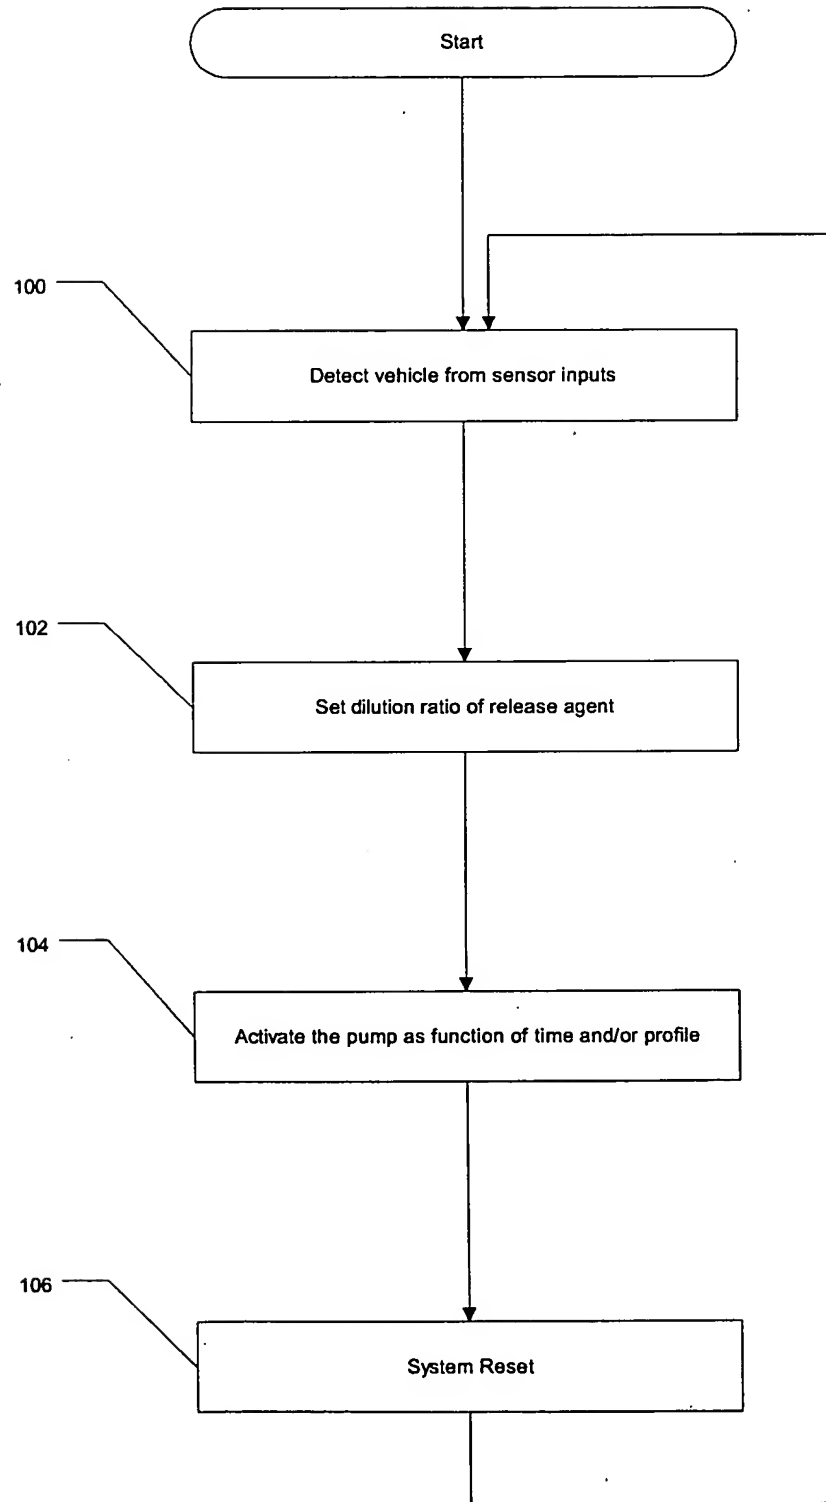 Start
100
Detect vehicle from sensor inputs
102
Set dilution ratio of release agent
104
Activate the pump as function of time and/or profile
106
System Reset